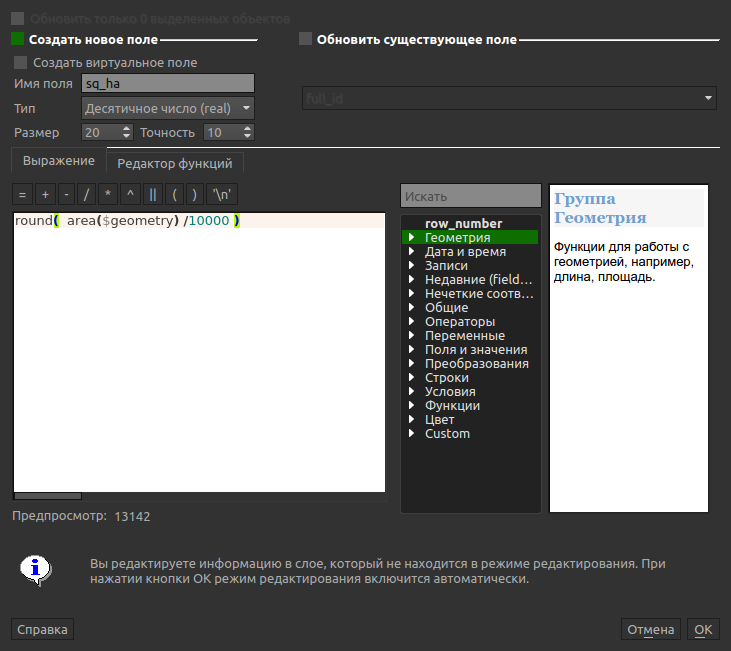 Обновить только 0 выделенных объектов
Создать новое поле
Обновить существующее поле
Создать виртуальное поле
Имя поля sq_ha
Тип Десятичное число (real)
full_id
Размер 20 Точность 10
Выражение Редактор функций
= + - / * ^ || ( ) '\n'
round( area($geometry) /10000 )
Предпросмотр: 13142
Искать
row_number
Геометрия
Дата и время
Записи
Недавние (field…
Нечеткие соотв…
Общие
Операторы
Переменные
Поля и значения
Преобразования
Строки
Условия
Функции
Цвет
Custom
Группа
Геометрия
Функции для работы с
геометрией, например,
длина, площадь.
Вы редактируете информацию в слое, который не находится в режиме редактирования. При
нажатии кнопки OK режим редактирования включится автоматически.
Справка
Отмена
OK